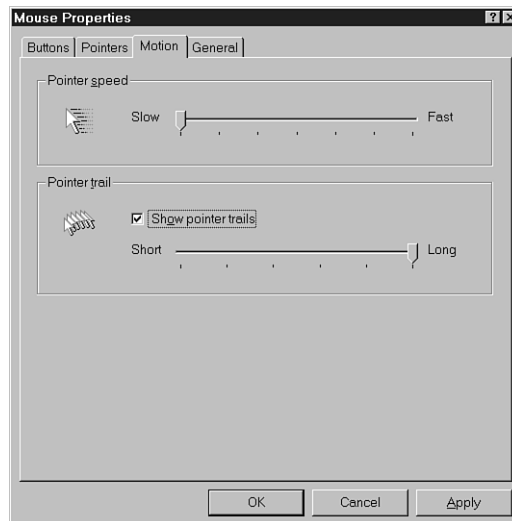 Mouse Properties
? X
Buttons Pointers Motion General
Pointer speed
Slow Fast
Pointer trail
Show pointer trails
Short Long
OK Cancel Apply